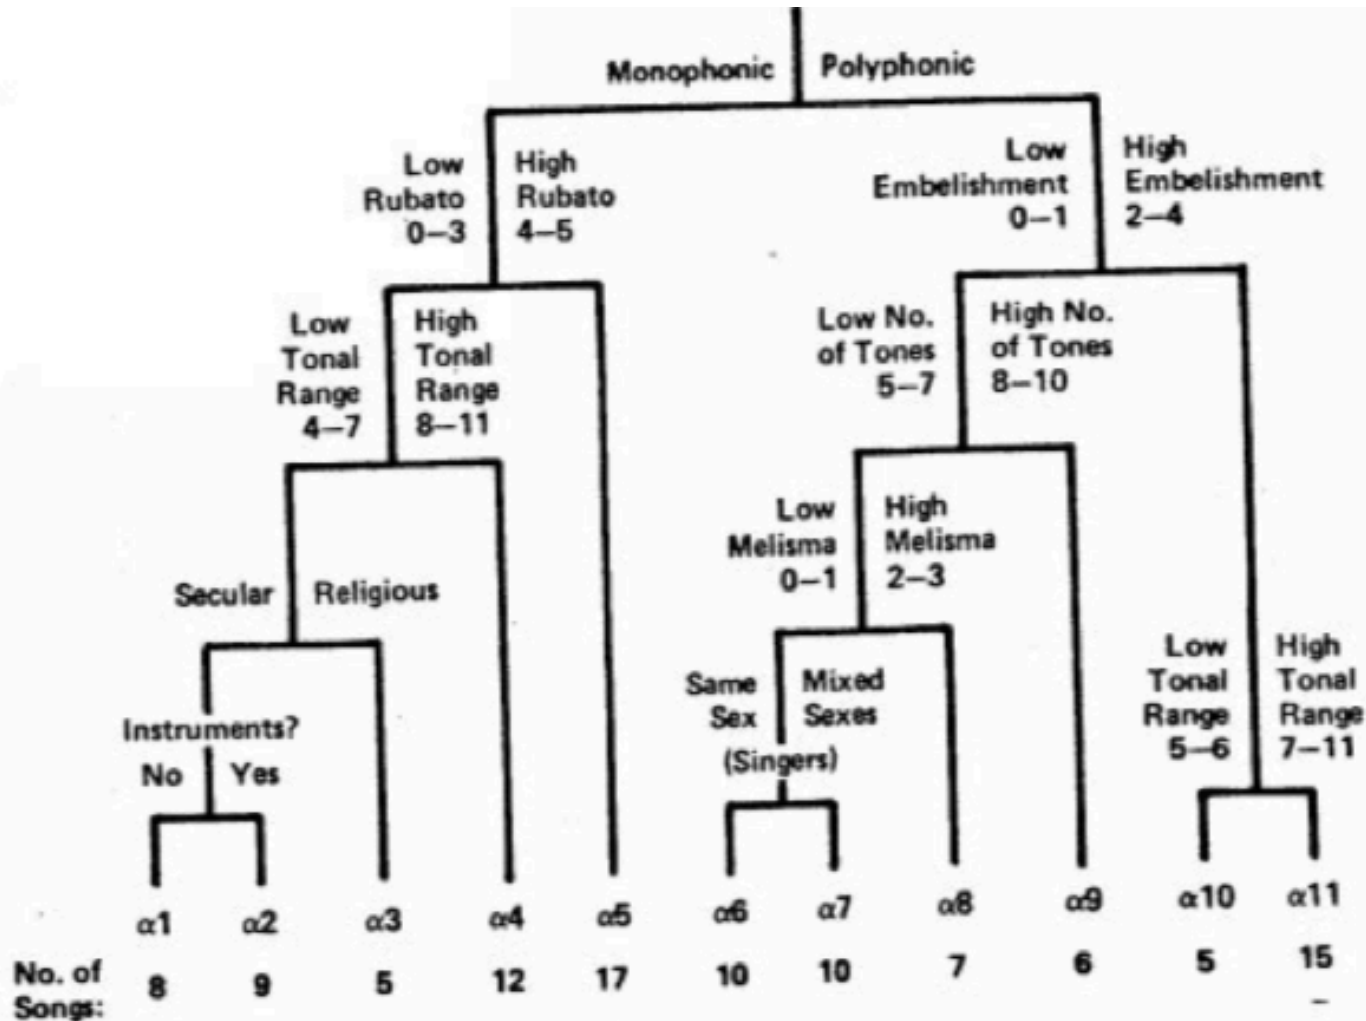 Monophonic Polyphonic
Low High
Rubato Rubato
0–3 4–5
Low High
Embelishment Embelishment
0–1 2–4
Low High
Tonal Tonal
Range Range
4–7 8–11
Low No. High No.
of Tones of Tones
5–7 8–10
Low High
Melisma Melisma
0–1 2–3
Secular Religious
Same Mixed
Sex Sexes
(Singers)
Low High
Tonal Tonal
Range Range
5–6 7–11
Instruments?
No Yes
α1 α2 α3 α4 α5 α6 α7 α8 α9 α10 α11
No. of
Songs: 8 9 5 12 17 10 10 7 6 5 15